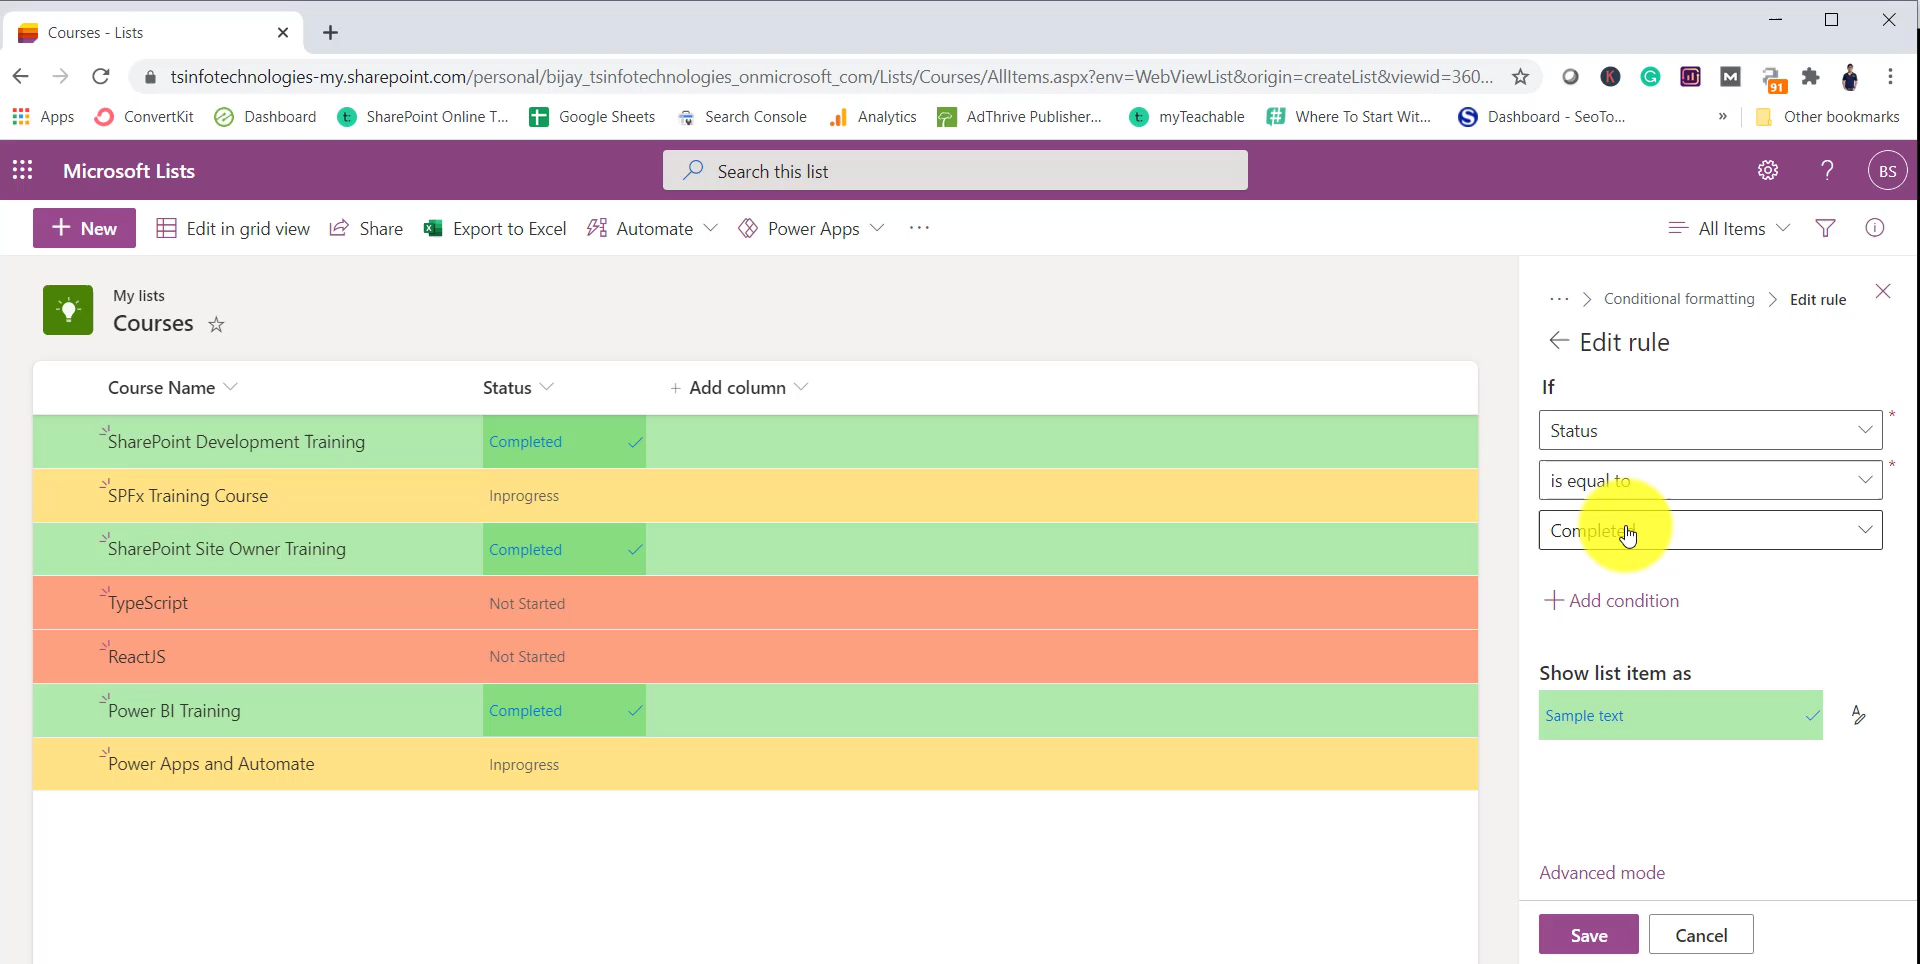 Courses - Lists
tsinfotechnologies-my.sharepoint.com/personal/bijay_tsinfotechnologies_onmicrosoft_com/Lists/Courses/AllItems.aspx?env=WebViewList&origin=createList&viewid=360...
K
G
M
91
Apps
ConvertKit
Dashboard
t:
SharePoint Online T...
Google Sheets
Search Console
Analytics
AdThrive Publisher...
t:
myTeachable
Where To Start Wit...
S
Dashboard - SeoTo...
»
Other bookmarks
Microsoft Lists
Search this list
?
BS
+ New
Edit in grid view
Share
Export to Excel
Automate
Power Apps
...
All Items
My lists
Courses
Course Name
Status
+ Add column
SharePoint Development Training
Completed
SPFx Training Course
Inprogress
SharePoint Site Owner Training
Completed
TypeScript
Not Started
ReactJS
Not Started
Power BI Training
Completed
Power Apps and Automate
Inprogress
... > Conditional formatting > Edit rule
Edit rule
If
Status
*
is equal to
*
Completed
+ Add condition
Show list item as
Sample text
Advanced mode
Save
Cancel